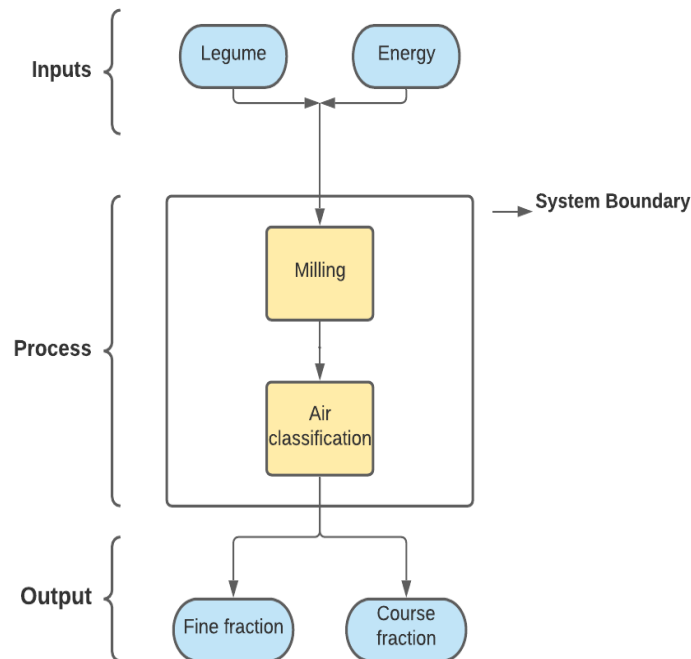 Inputs
Legume
Energy
System Boundary
Process
Milling
Air
classification
Output
Fine fraction
Course
fraction